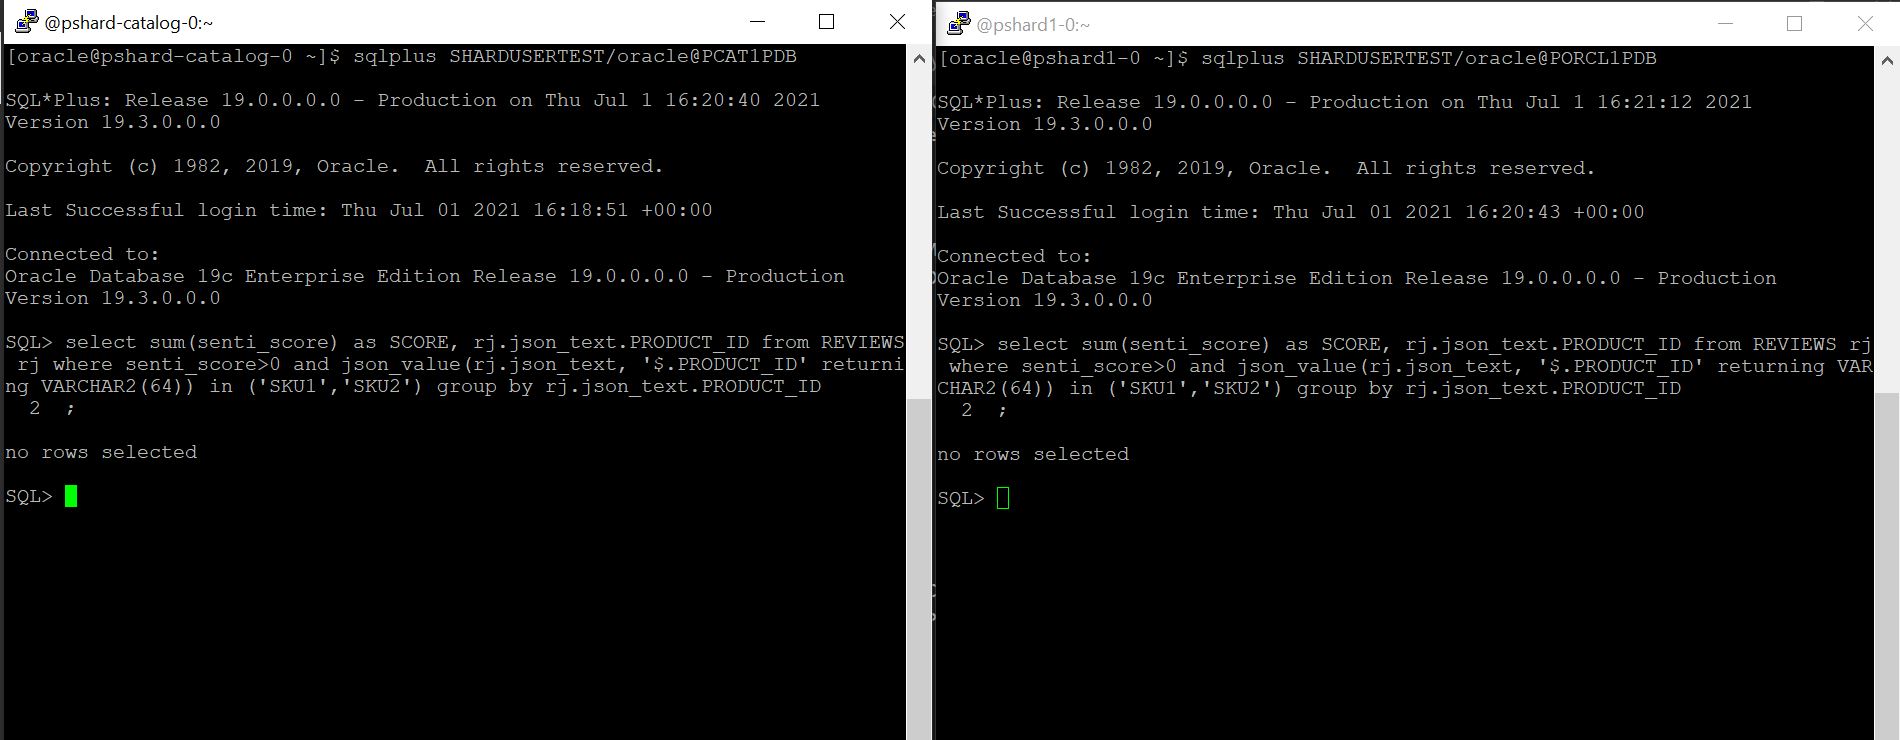 @pshard-catalog-0:~
[oracle@pshard-catalog-0 ~]$ sqlplus SHARDUSERTEST/oracle@PCAT1PDB
SQL*Plus: Release 19.0.0.0.0 - Production on Thu Jul 1 16:20:40 2021
Version 19.3.0.0.0
Copyright (c) 1982, 2019, Oracle.  All rights reserved.
Last Successful login time: Thu Jul 01 2021 16:18:51 +00:00
Connected to:
Oracle Database 19c Enterprise Edition Release 19.0.0.0.0 - Production
Version 19.3.0.0.0
SQL> select sum(senti_score) as SCORE, rj.json_text.PRODUCT_ID from REVIEWS
 rj where senti_score>0 and json_value(rj.json_text, '$.PRODUCT_ID' returni
ng VARCHAR2(64)) in ('SKU1','SKU2') group by rj.json_text.PRODUCT_ID
  2  ;
no rows selected
SQL>
@pshard1-0:~
[oracle@pshard1-0 ~]$ sqlplus SHARDUSERTEST/oracle@PORCL1PDB
SQL*Plus: Release 19.0.0.0.0 - Production on Thu Jul 1 16:21:12 2021
Version 19.3.0.0.0
Copyright (c) 1982, 2019, Oracle.  All rights reserved.
Last Successful login time: Thu Jul 01 2021 16:20:43 +00:00
Connected to:
Oracle Database 19c Enterprise Edition Release 19.0.0.0.0 - Production
Version 19.3.0.0.0
SQL> select sum(senti_score) as SCORE, rj.json_text.PRODUCT_ID from REVIEWS rj
 where senti_score>0 and json_value(rj.json_text, '$.PRODUCT_ID' returning VAR
CHAR2(64)) in ('SKU1','SKU2') group by rj.json_text.PRODUCT_ID
  2  ;
no rows selected
SQL>